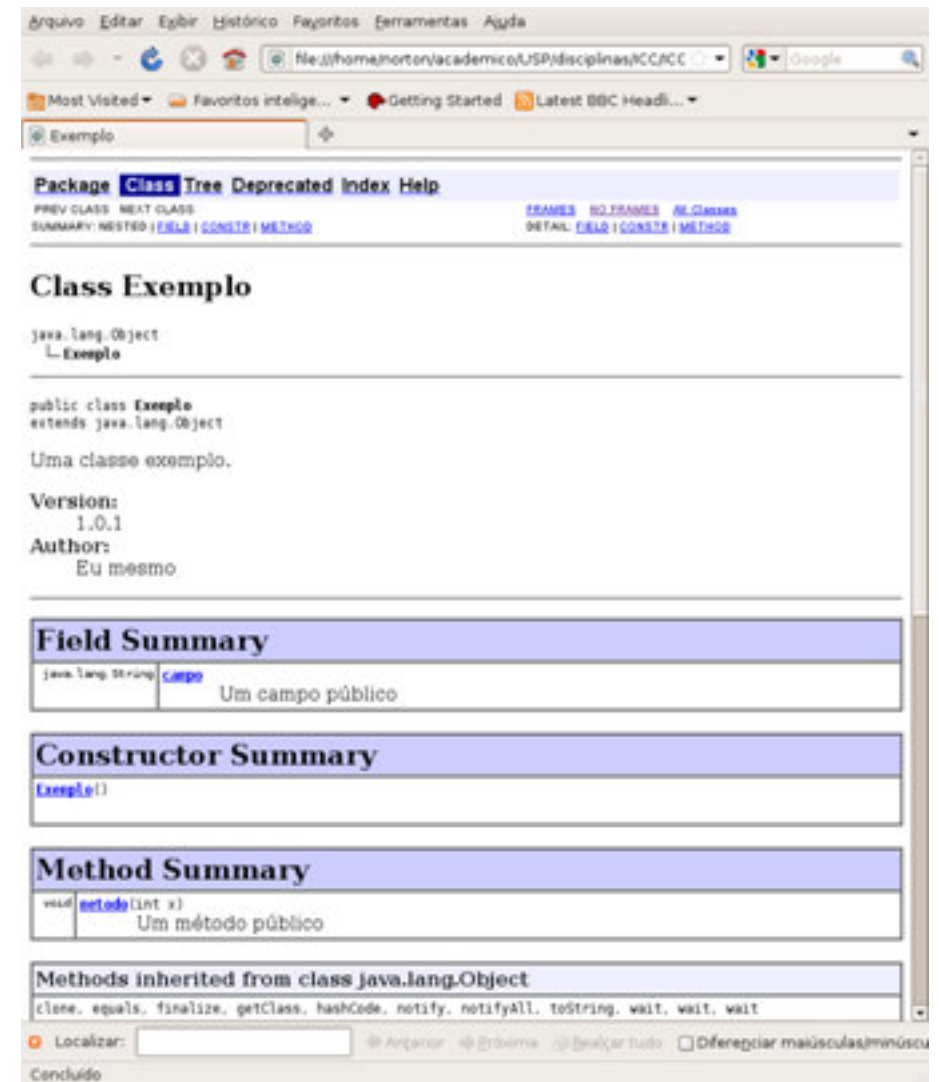 Arquivo Editar Exibir Histórico Favoritos Ferramentas Ajuda
file:///home/norton/academico/USP/disciplinas/ICC/ICC Google
Most Visited Favoritos intelige... Getting Started Latest BBC Headli...
Exemplo
Package Class Tree Deprecated Index Help
PREV CLASS NEXT CLASS FRAMES NO FRAMES All Classes
SUMMARY: NESTED | FIELD | CONSTR | METHOD DETAIL: FIELD | CONSTR | METHOD
Class Exemplo
java.lang.Object
Exemplo
public class Exemplo
extends java.lang.Object
Uma classe exemplo.
Version:
1.0.1
Author:
Eu mesmo
Field Summary
java.lang.String campo
Um campo público
Constructor Summary
Exemplo()
Method Summary
void metodo(int x)
Um método público
Methods inherited from class java.lang.Object
clone, equals, finalize, getClass, hashCode, notify, notifyAll, toString, wait, wait, wait
Localizar: Anterior Próxima Realçar tudo Diferenciar maiúsculas/minúscu
Concluído